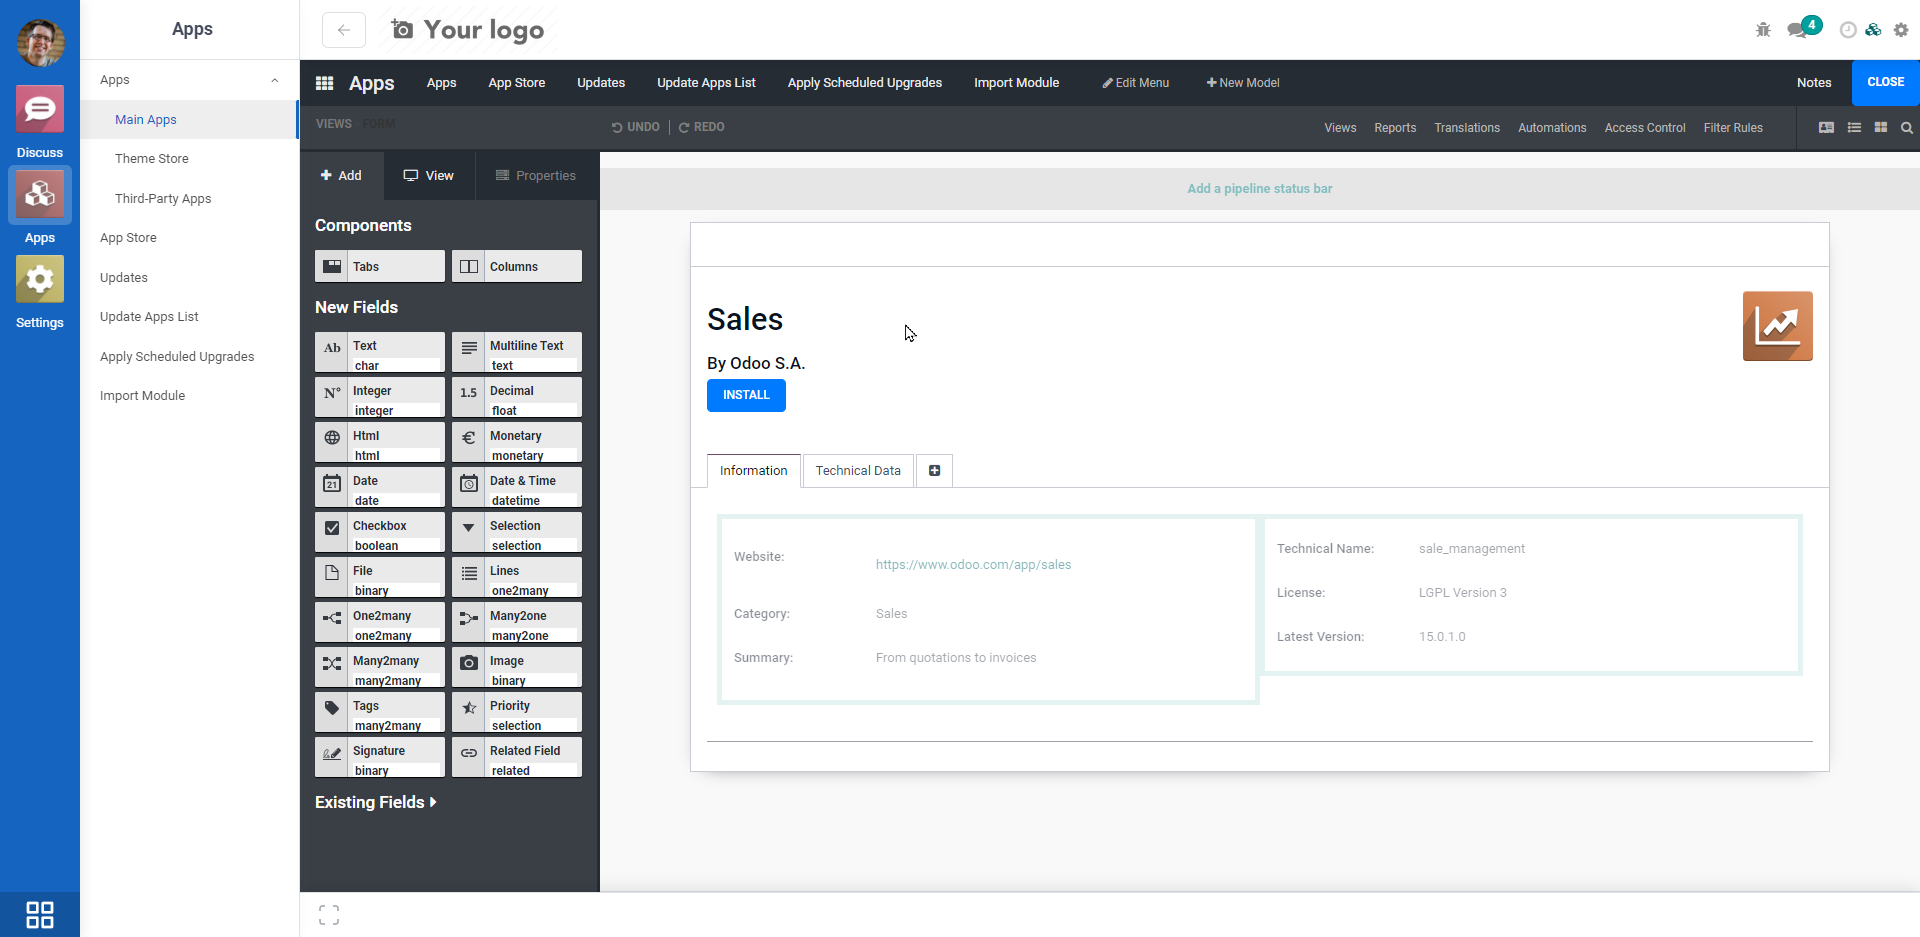 Discuss
Apps
Settings
Apps
Apps
Main Apps
Theme Store
Third-Party Apps
App Store
Updates
Update Apps List
Apply Scheduled Upgrades
Import Module
Your logo
4
Apps
Apps
App Store
Updates
Update Apps List
Apply Scheduled Upgrades
Import Module
Edit Menu
New Model
Notes
CLOSE
VIEWS
FORM
UNDO
REDO
Views
Reports
Translations
Automations
Access Control
Filter Rules
Add
View
Properties
Components
Tabs
Columns
New Fields
Ab
Text
char
Multiline Text
text
N°
Integer
integer
1.5
Decimal
float
Html
html
€
Monetary
monetary
21
Date
date
Date & Time
datetime
Checkbox
boolean
Selection
selection
File
binary
Lines
one2many
One2many
one2many
Many2one
many2one
Many2many
many2many
Image
binary
Tags
many2many
Priority
selection
Signature
binary
Related Field
related
Existing Fields
Add a pipeline status bar
Sales
By Odoo S.A.
INSTALL
Information
Technical Data
Website:
https://www.odoo.com/app/sales
Category:
Sales
Summary:
From quotations to invoices
Technical Name:
sale_management
License:
LGPL Version 3
Latest Version:
15.0.1.0